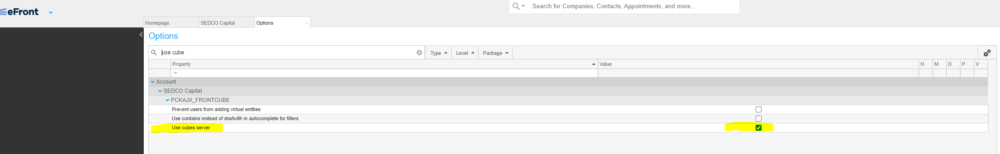 eFront
Search for Companies, Contacts, Appointments, and more...
Homepage
SEDCO Capital
Options
Options
use cube
Type
Level
Package
Property
Value
N
M
D
P
V
Account
SEDCO Capital
PCKAJX_FRONTCUBE
Prevent users from adding virtual entities
Use contains instead of startwith in autocomplete for filters
Use cubes server